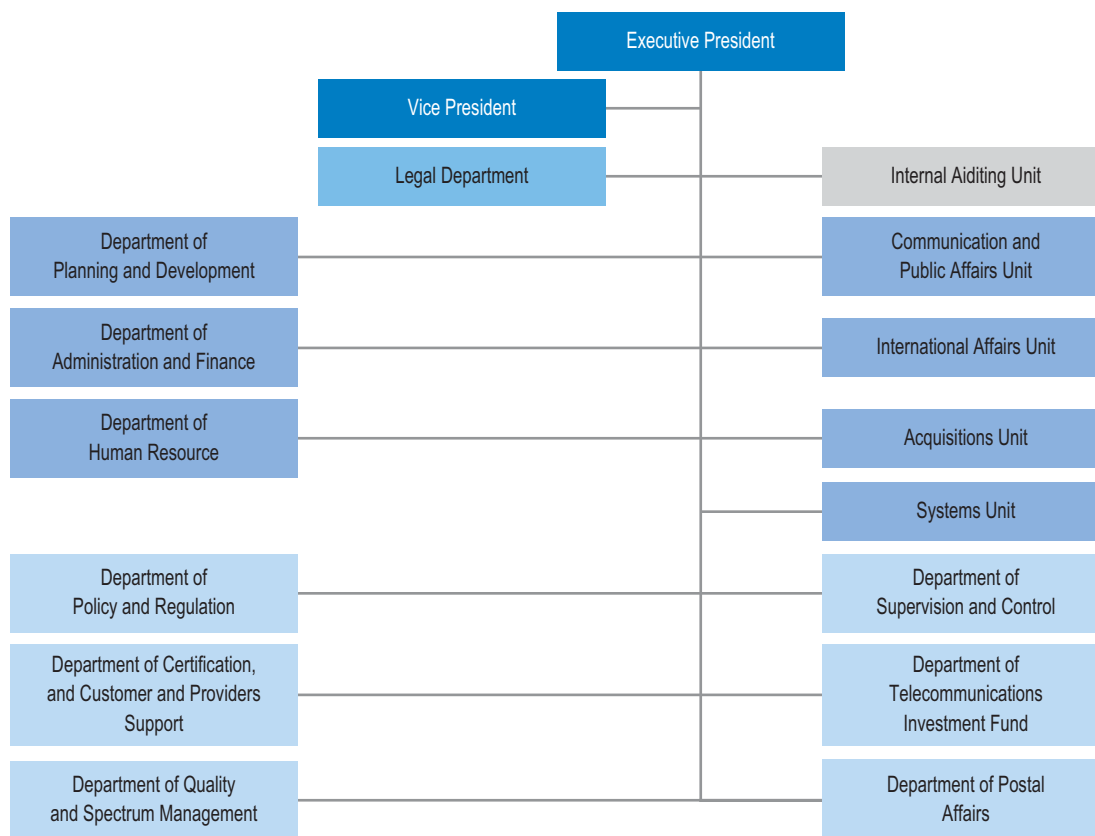 Executive President
Vice President
Legal Department
Internal Aiditing Unit
Department of
Planning and Development
Communication and
Public Affairs Unit
Department of
Administration and Finance
International Affairs Unit
Department of
Human Resource
Acquisitions Unit
Systems Unit
Department of
Policy and Regulation
Department of
Supervision and Control
Department of Certification,
and Customer and Providers
Support
Department of
Telecommunications
Investment Fund
Department of Quality
and Spectrum Management
Department of Postal
Affairs